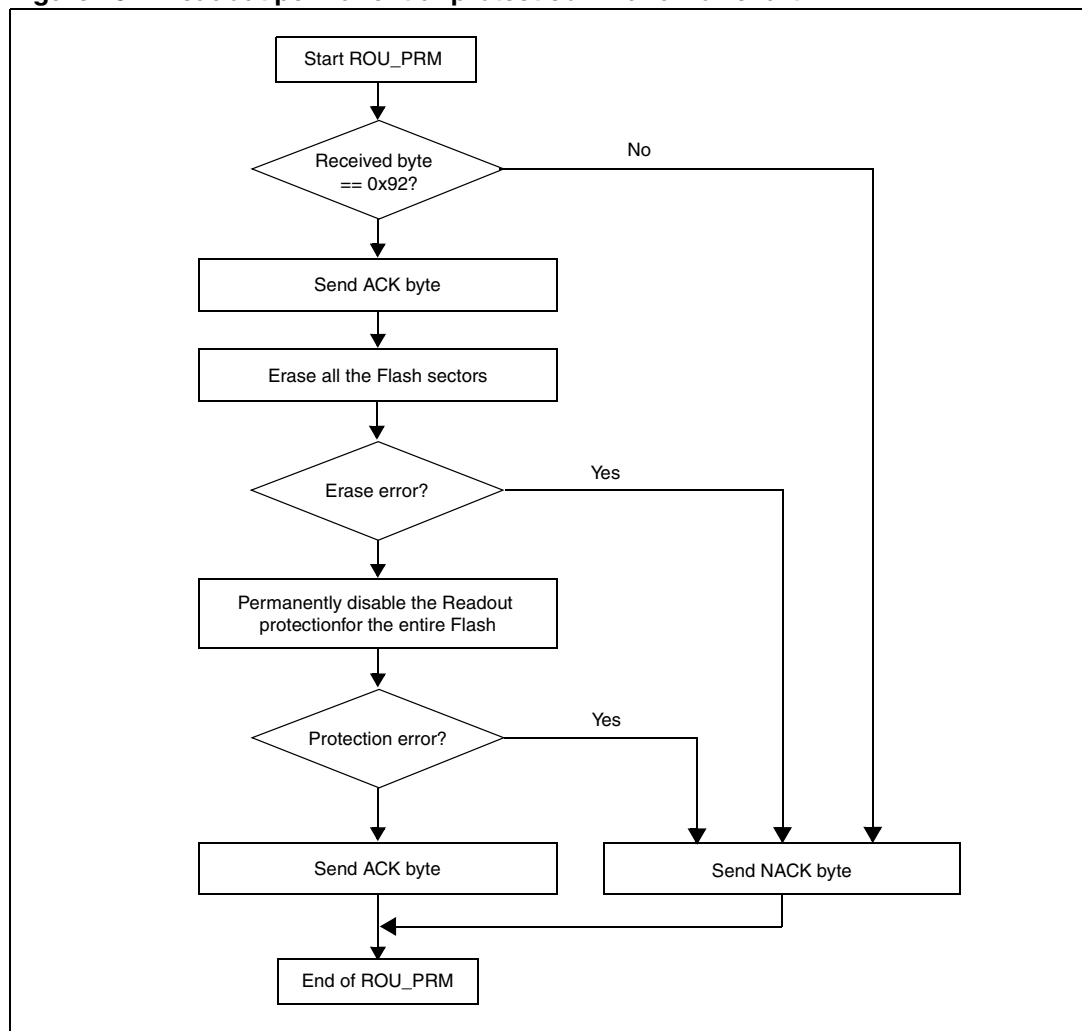 Start ROU_PRM
Received byte
== 0x92?
No
Send ACK byte
Erase all the Flash sectors
Erase error?
Yes
Permanently disable the Readout
protectionfor the entire Flash
Protection error?
Yes
Send ACK byte
Send NACK byte
End of ROU_PRM